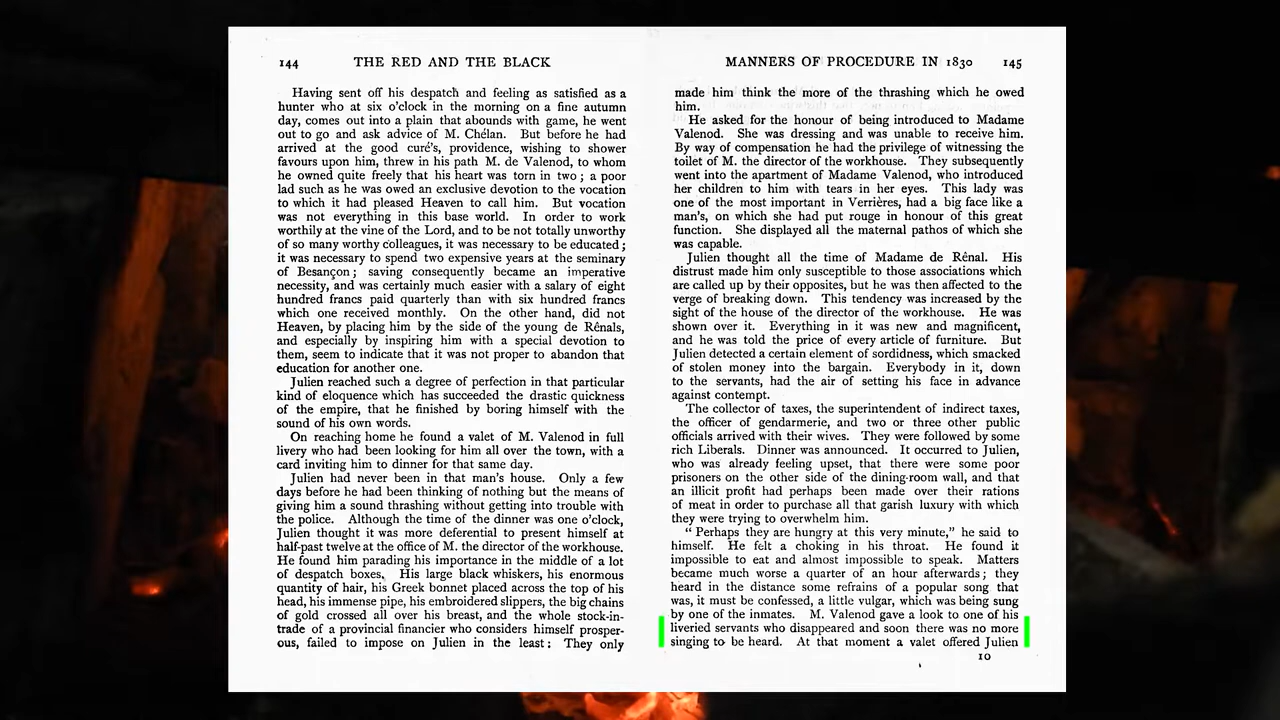 144 THE RED AND THE BLACK
Having sent off his despatch and feeling as satisfied as a
hunter who at six o'clock in the morning on a fine autumn
day, comes out into a plain that abounds with game, he went
out to go and ask advice of M. Chélan. But before he had
arrived at the good curé's, providence, wishing to shower
favours upon him, threw in his path M. de Valenod, to whom
he owned quite freely that his heart was torn in two ; a poor
lad such as he was owed an exclusive devotion to the vocation
to which it had pleased Heaven to call him. But vocation
was not everything in this base world. In order to work
worthily at the vine of the Lord, and to be not totally unworthy
of so many worthy colleagues, it was necessary to be educated ;
it was necessary to spend two expensive years at the seminary
of Besançon ; saving consequently became an imperative
necessity, and was certainly much easier with a salary of eight
hundred francs paid quarterly than with six hundred francs
which one received monthly. On the other hand, did not
Heaven, by placing him by the side of the young de Rênals,
and especially by inspiring him with a special devotion to
them, seem to indicate that it was not proper to abandon that
education for another one.
Julien reached such a degree of perfection in that particular
kind of eloquence which has succeeded the drastic quickness
of the empire, that he finished by boring himself with the
sound of his own words.
On reaching home he found a valet of M. Valenod in full
livery who had been looking for him all over the town, with a
card inviting him to dinner for that same day.
Julien had never been in that man's house. Only a few
days before he had been thinking of nothing but the means of
giving him a sound thrashing without getting into trouble with
the police. Although the time of the dinner was one o'clock,
Julien thought it was more deferential to present himself at
half-past twelve at the office of M. the director of the workhouse.
He found him parading his importance in the middle of a lot
of despatch boxes, His large black whiskers, his enormous
quantity of hair, his Greek bonnet placed across the top of his
head, his immense pipe, his embroidered slippers, the big chains
of gold crossed all over his breast, and the whole stock-in-
trade of a provincial financier who considers himself prosper-
ous, failed to impose on Julien in the least : They only
MANNERS OF PROCEDURE IN 1830 145
made him think the more of the thrashing which he owed
him.
He asked for the honour of being introduced to Madame
Valenod. She was dressing and was unable to receive him.
By way of compensation he had the privilege of witnessing the
toilet of M. the director of the workhouse. They subsequently
went into the apartment of Madame Valenod, who introduced
her children to him with tears in her eyes. This lady was
one of the most important in Verrières, had a big face like a
man's, on which she had put rouge in honour of this great
function. She displayed all the maternal pathos of which she
was capable.
Julien thought all the time of Madame de Rênal. His
distrust made him only susceptible to those associations which
are called up by their opposites, but he was then affected to the
verge of breaking down. This tendency was increased by the
sight of the house of the director of the workhouse. He was
shown over it. Everything in it was new and magnificent,
and he was told the price of every article of furniture. But
Julien detected a certain element of sordidness, which smacked
of stolen money into the bargain. Everybody in it, down
to the servants, had the air of setting his face in advance
against contempt.
The collector of taxes, the superintendent of indirect taxes,
the officer of gendarmerie, and two or three other public
officials arrived with their wives. They were followed by some
rich Liberals. Dinner was announced. It occurred to Julien,
who was already feeling upset, that there were some poor
prisoners on the other side of the dining-room wall, and that
an illicit profit had perhaps been made over their rations
of meat in order to purchase all that garish luxury with which
they were trying to overwhelm him.
“ Perhaps they are hungry at this very minute,” he said to
himself. He felt a choking in his throat. He found it
impossible to eat and almost impossible to speak. Matters
became much worse a quarter of an hour afterwards ; they
heard in the distance some refrains of a popular song that
was, it must be confessed, a little vulgar, which was being sung
by one of the inmates. M. Valenod gave a look to one of his
liveried servants who disappeared and soon there was no more
singing to be heard. At that moment a valet offered Julien
10